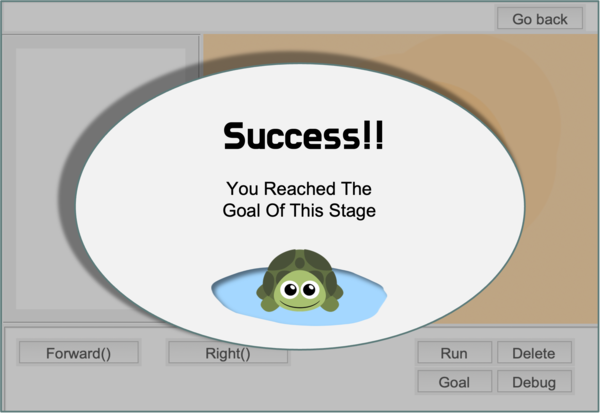 Go back
Success!!
You Reached The
Goal Of This Stage
Forward()
Right()
Run
Delete
Goal
Debug